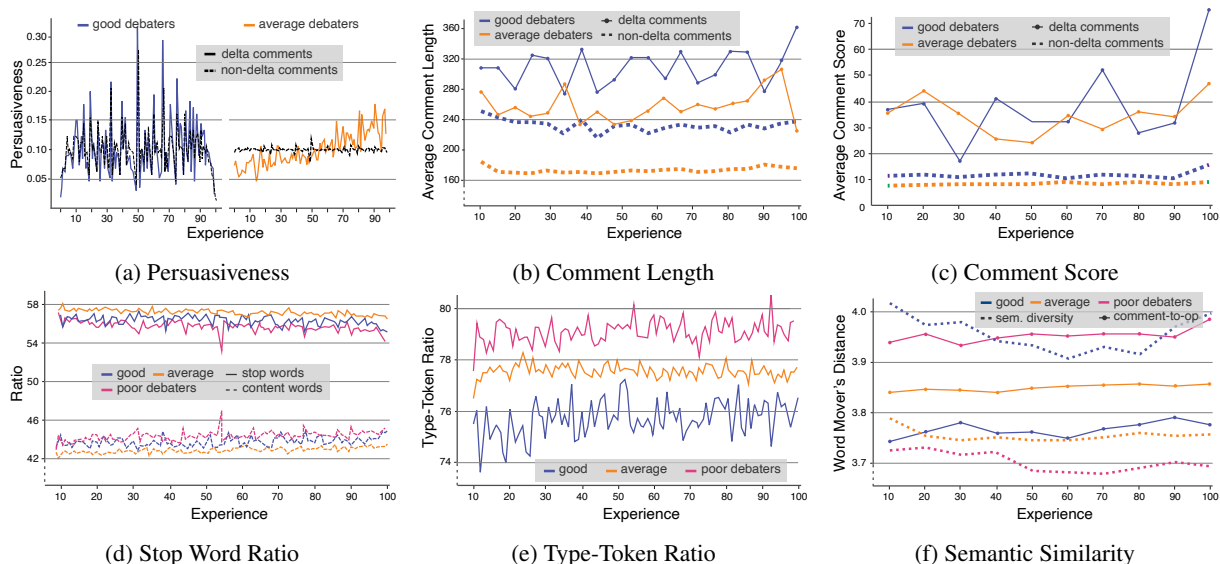 good debaters average debaters
delta comments
non-delta comments
Persuasiveness
0.30
0.25
0.20
0.15
0.10
0.05
0 10 30 50 70 90 10 30 50 70 90
Experience
(a) Persuasiveness
good debaters delta comments
average debaters non-delta comments
Average Comment Length
360
320
280
240
200
160
10 20 30 40 50 60 70 80 90 100
Experience
(b) Comment Length
good debaters delta comments
average debaters non-delta comments
Average Comment Score
70
60
50
40
30
20
10
0
10 20 30 40 50 60 70 80 90 100
Experience
(c) Comment Score
Ratio
58
54
50
46
42
good average stop words
poor debaters content words
10 20 30 40 50 60 70 80 90 100
Experience
(d) Stop Word Ratio
Type-Token Ratio
80
78
76
74
good average poor debaters
10 20 30 40 50 60 70 80 90 100
Experience
(e) Type-Token Ratio
good average poor debaters
sem. diversity comment-to-op
Word Mover's Distance
4.0
3.9
3.8
3.7
10 20 30 40 50 60 70 80 90 100
Experience
(f) Semantic Similarity